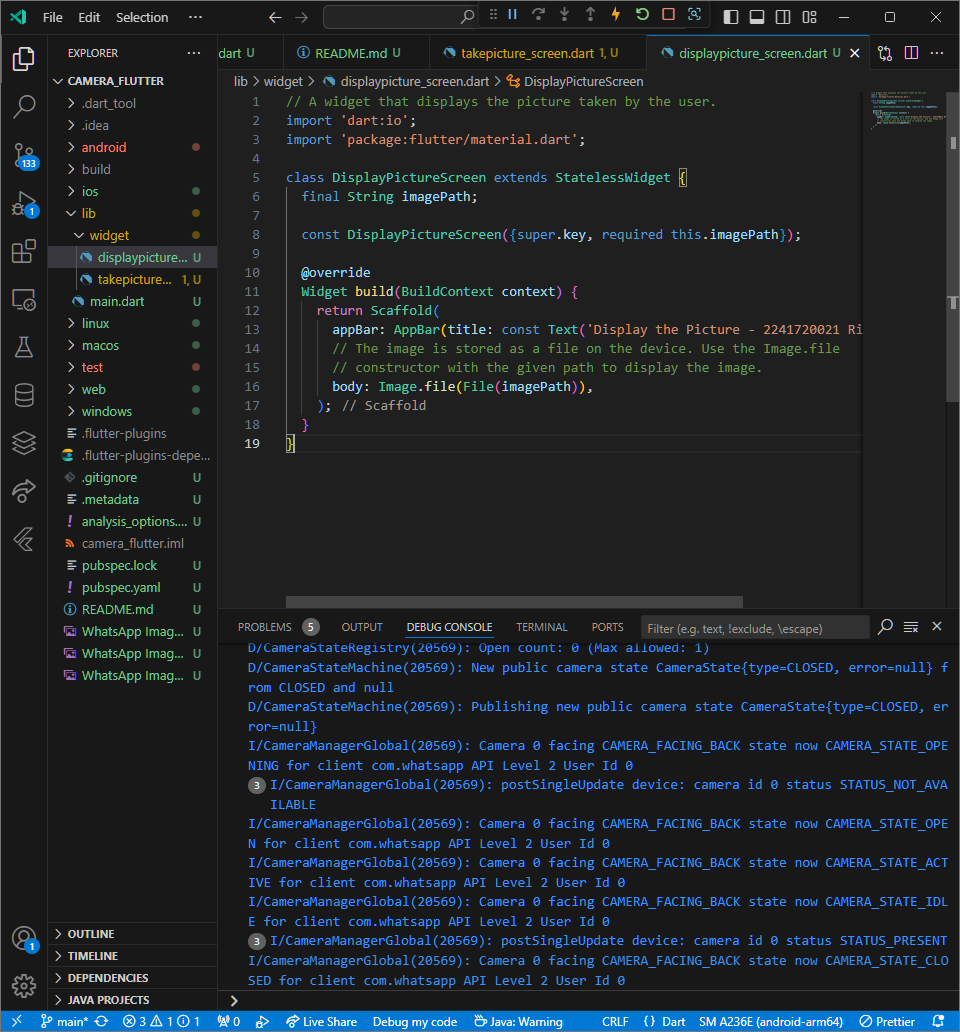 File Edit Selection ···
EXPLORER ···
dart U
README.md U
takepicture_screen.dart 1, U
displaypicture_screen.dart U
CAMERA_FLUTTER
.dart_tool
.idea
android
build
ios
lib
widget
displaypicture... U
takepicture... 1, U
main.dart U
linux
macos
test
web
windows
.flutter-plugins
.flutter-plugins-depe...
.gitignore U
.metadata U
analysis_options.... U
camera_flutter.iml
pubspec.lock U
pubspec.yaml U
README.md U
WhatsApp Imag... U
WhatsApp Imag... U
WhatsApp Imag... U
OUTLINE
TIMELINE
DEPENDENCIES
JAVA PROJECTS
133
1
1
lib > widget > displaypicture_screen.dart > DisplayPictureScreen
1 // A widget that displays the picture taken by the user.
2 import 'dart:io';
3 import 'package:flutter/material.dart';
4
5 class DisplayPictureScreen extends StatelessWidget {
6 final String imagePath;
7
8 const DisplayPictureScreen({super.key, required this.imagePath});
9
10 @override
11 Widget build(BuildContext context) {
12 return Scaffold(
13 appBar: AppBar(title: const Text('Display the Picture - 2241720021 Ri
14 // The image is stored as a file on the device. Use the Image.file
15 // constructor with the given path to display the image.
16 body: Image.file(File(imagePath)),
17 ); // Scaffold
18 }
19 }
PROBLEMS 5 OUTPUT DEBUG CONSOLE TERMINAL PORTS Filter (e.g. text, !exclude, \escape)
D/CameraStateRegistry(20569): Open count: 0 (Max allowed: 1)
D/CameraStateMachine(20569): New public camera state CameraState{type=CLOSED, error=null} f
rom CLOSED and null
D/CameraStateMachine(20569): Publishing new public camera state CameraState{type=CLOSED, er
ror=null}
I/CameraManagerGlobal(20569): Camera 0 facing CAMERA_FACING_BACK state now CAMERA_STATE_OPE
NING for client com.whatsapp API Level 2 User Id 0
3 I/CameraManagerGlobal(20569): postSingleUpdate device: camera id 0 status STATUS_NOT_AVA
ILABLE
I/CameraManagerGlobal(20569): Camera 0 facing CAMERA_FACING_BACK state now CAMERA_STATE_OPE
N for client com.whatsapp API Level 2 User Id 0
I/CameraManagerGlobal(20569): Camera 0 facing CAMERA_FACING_BACK state now CAMERA_STATE_ACT
IVE for client com.whatsapp API Level 2 User Id 0
I/CameraManagerGlobal(20569): Camera 0 facing CAMERA_FACING_BACK state now CAMERA_STATE_IDL
E for client com.whatsapp API Level 2 User Id 0
3 I/CameraManagerGlobal(20569): postSingleUpdate device: camera id 0 status STATUS_PRESENT
I/CameraManagerGlobal(20569): Camera 0 facing CAMERA_FACING_BACK state now CAMERA_STATE_CLO
SED for client com.whatsapp API Level 2 User Id 0
main* 3 1 1 0 Live Share Debug my code Java: Warning CRLF {} Dart SM A236E (android-arm64) Prettier